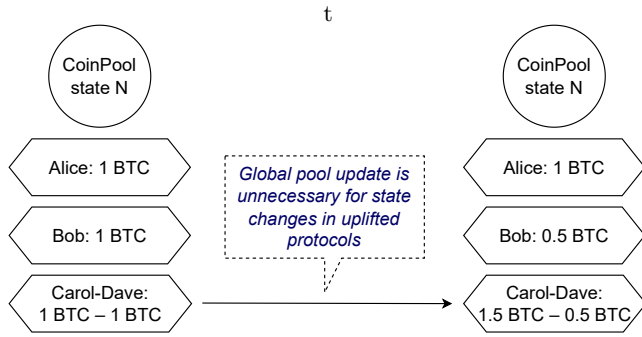 t
CoinPool
state N
CoinPool
state N
Alice: 1 BTC
Alice: 1 BTC
Global pool update is
unnecessary for state
changes in uplifted
protocols
Bob: 1 BTC
Bob: 0.5 BTC
Carol-Dave:
1 BTC – 1 BTC
Carol-Dave:
1.5 BTC – 0.5 BTC